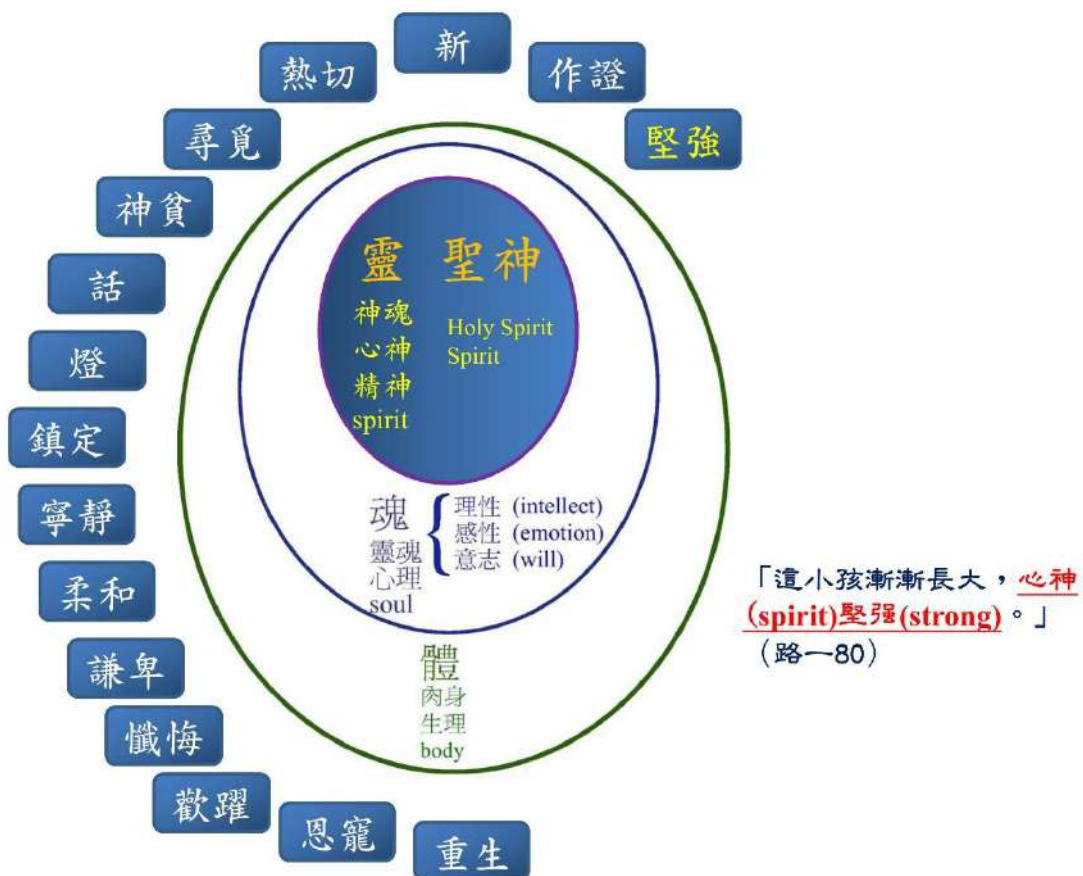 新
熱切
作證
尋覓
堅強
神貧
話
燈
鎮定
寧靜
柔和
謙卑
懺悔
歡躍
恩寵
重生
靈 聖神
神魂
心神
精神
spirit
Holy Spirit
Spirit
魂
靈魂
心理
soul
理性 (intellect)
感性 (emotion)
意志 (will)
體
肉身
生理
body
「這小孩漸漸長大，心神
(spirit)堅强(strong)。」
（路一80）